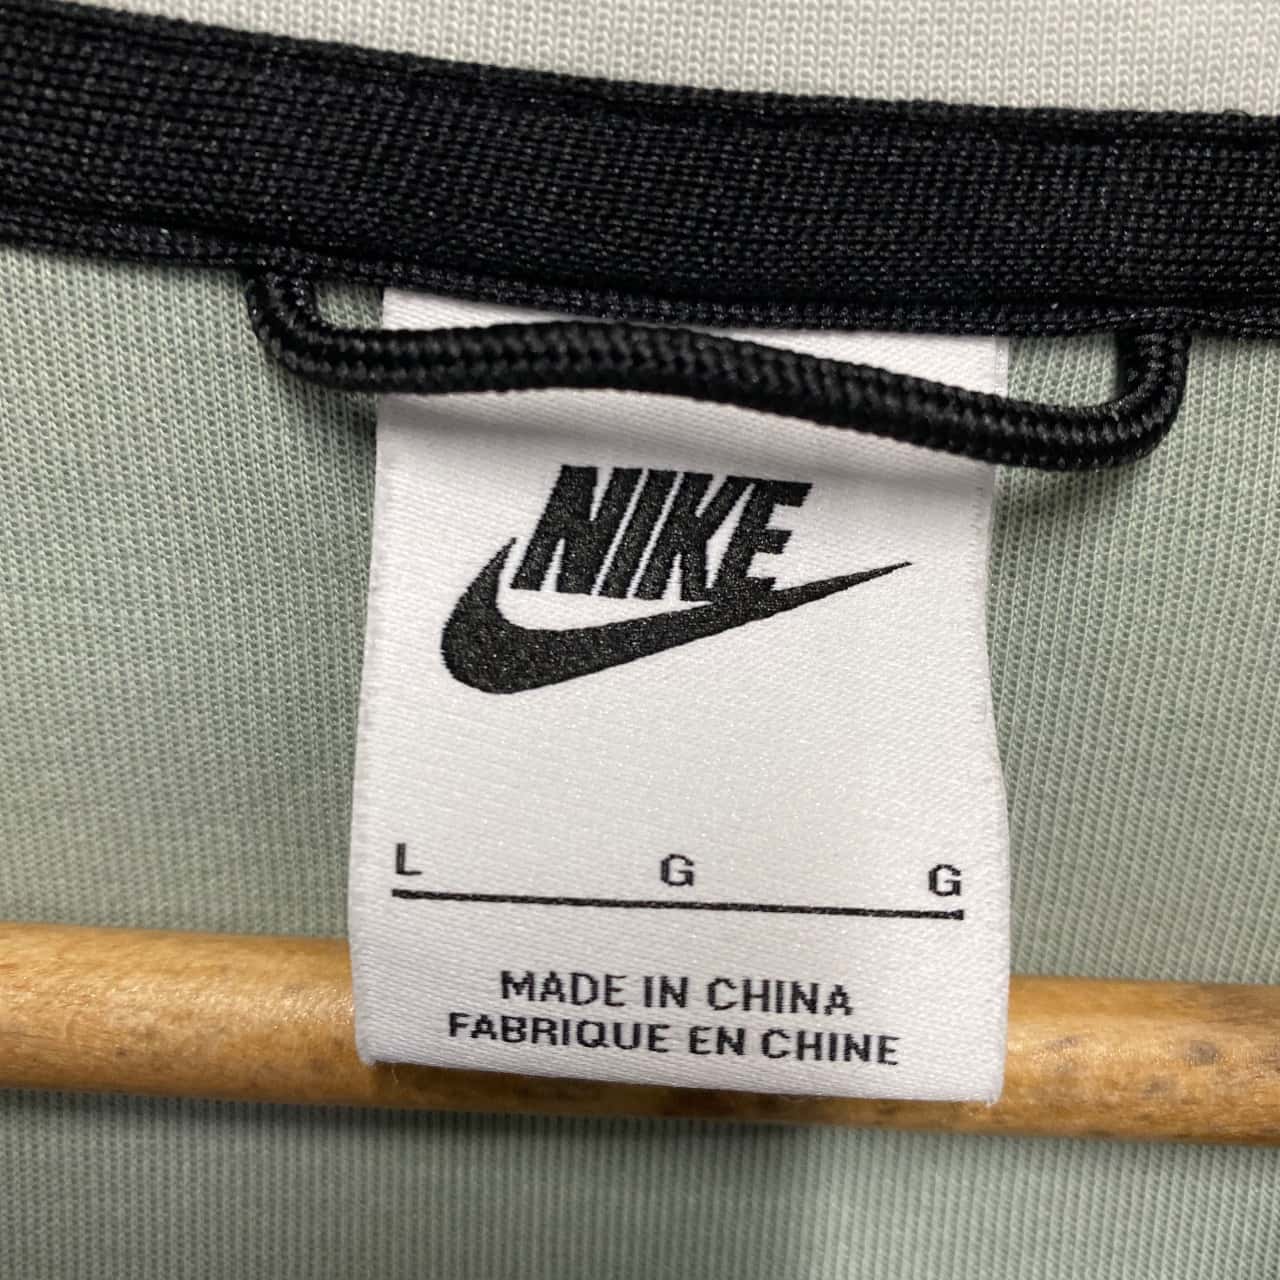 NIKE
L G G
MADE IN CHINA
FABRIQUE EN CHINE